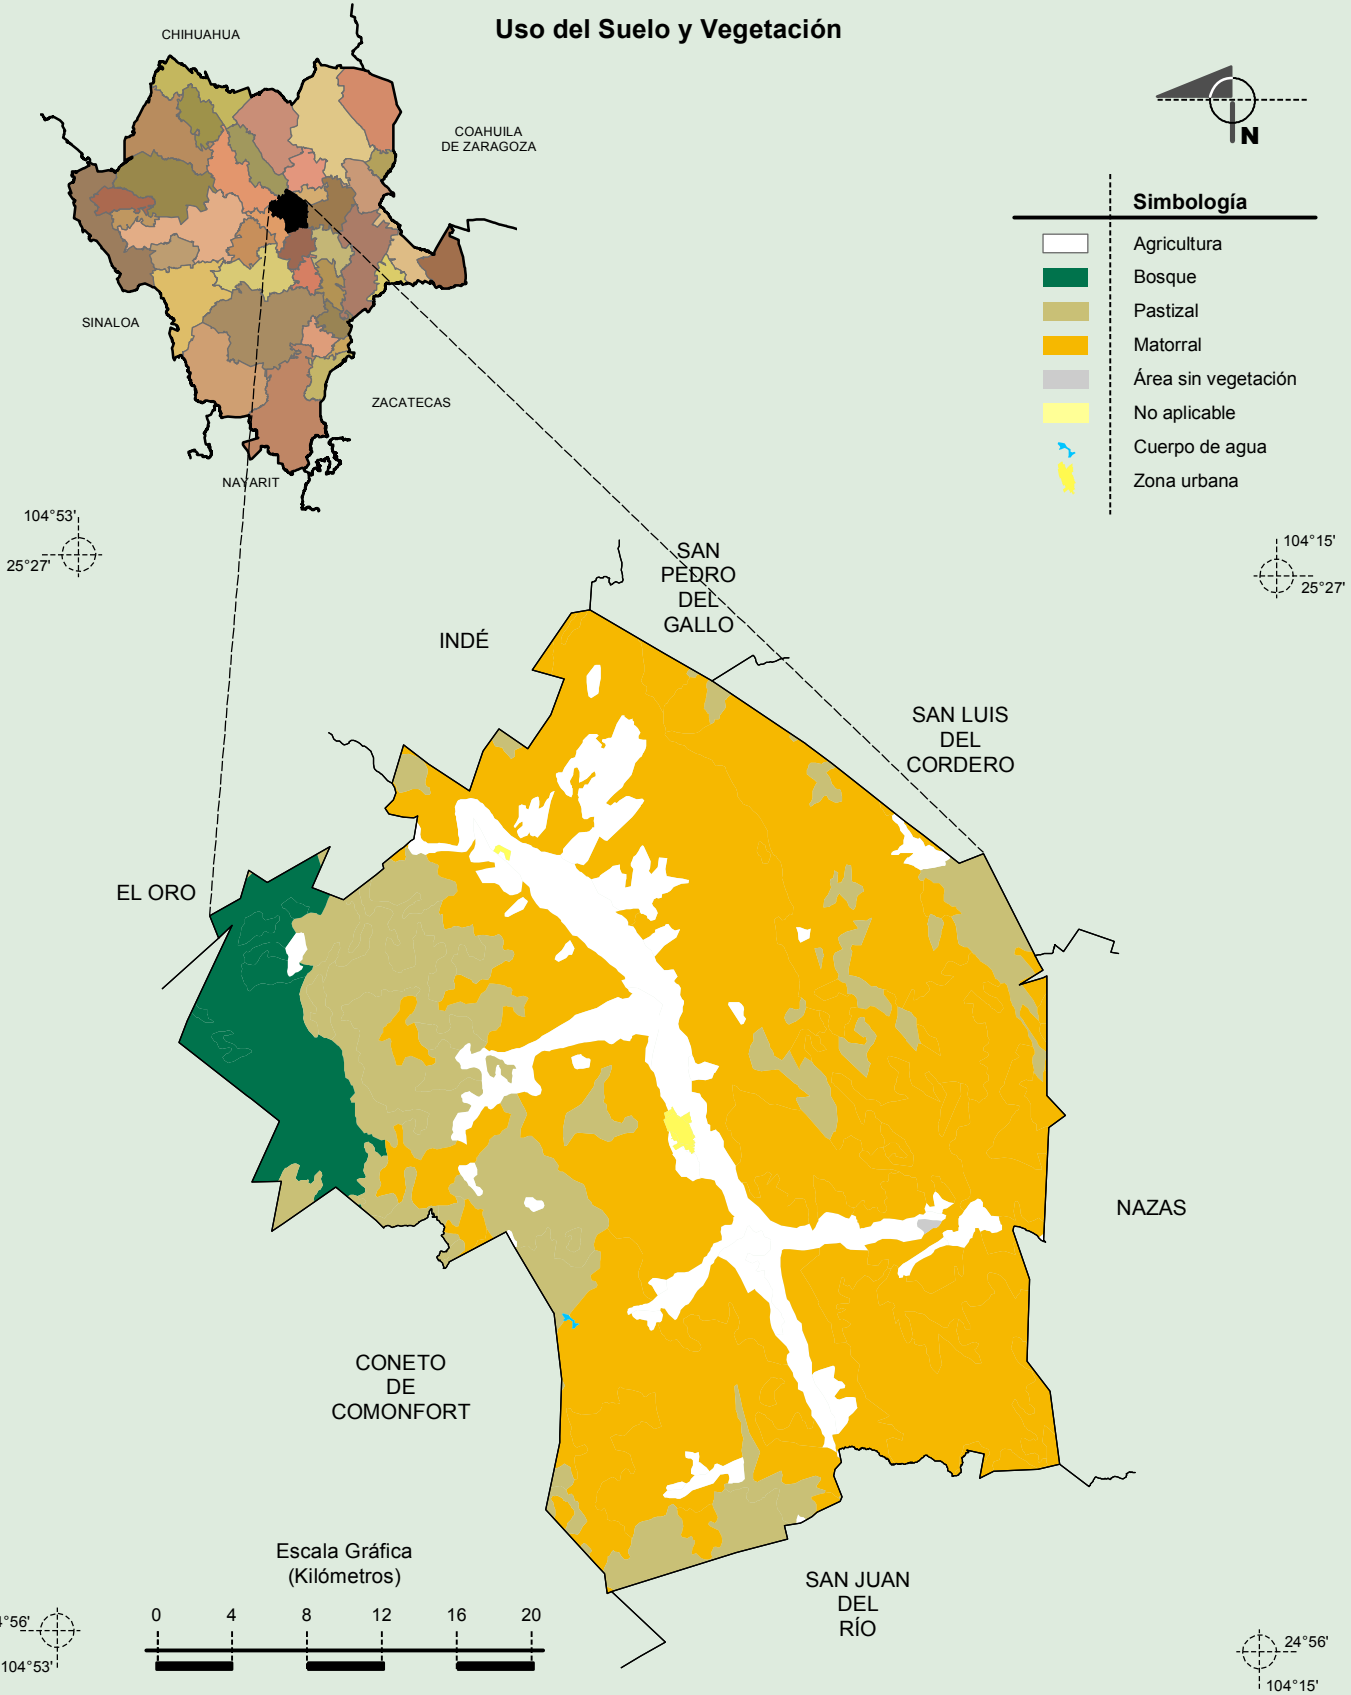 Uso del Suelo y Vegetación
CHIHUAHUA
COAHUILA
DE ZARAGOZA
SINALOA
ZACATECAS
NAYARIT
N
Simbología
Agricultura
Bosque
Pastizal
Matorral
Área sin vegetación
No aplicable
Cuerpo de agua
Zona urbana
104°53'
25°27'
104°15'
25°27'
SAN
PEDRO
DEL
GALLO
INDÉ
SAN LUIS
DEL
CORDERO
EL ORO
NAZAS
CONETO
DE
COMONFORT
SAN JUAN
DEL
RÍO
Escala Gráfica
(Kilómetros)
0 4 8 12 16 20
4°56'
104°53'
24°56'
104°15'